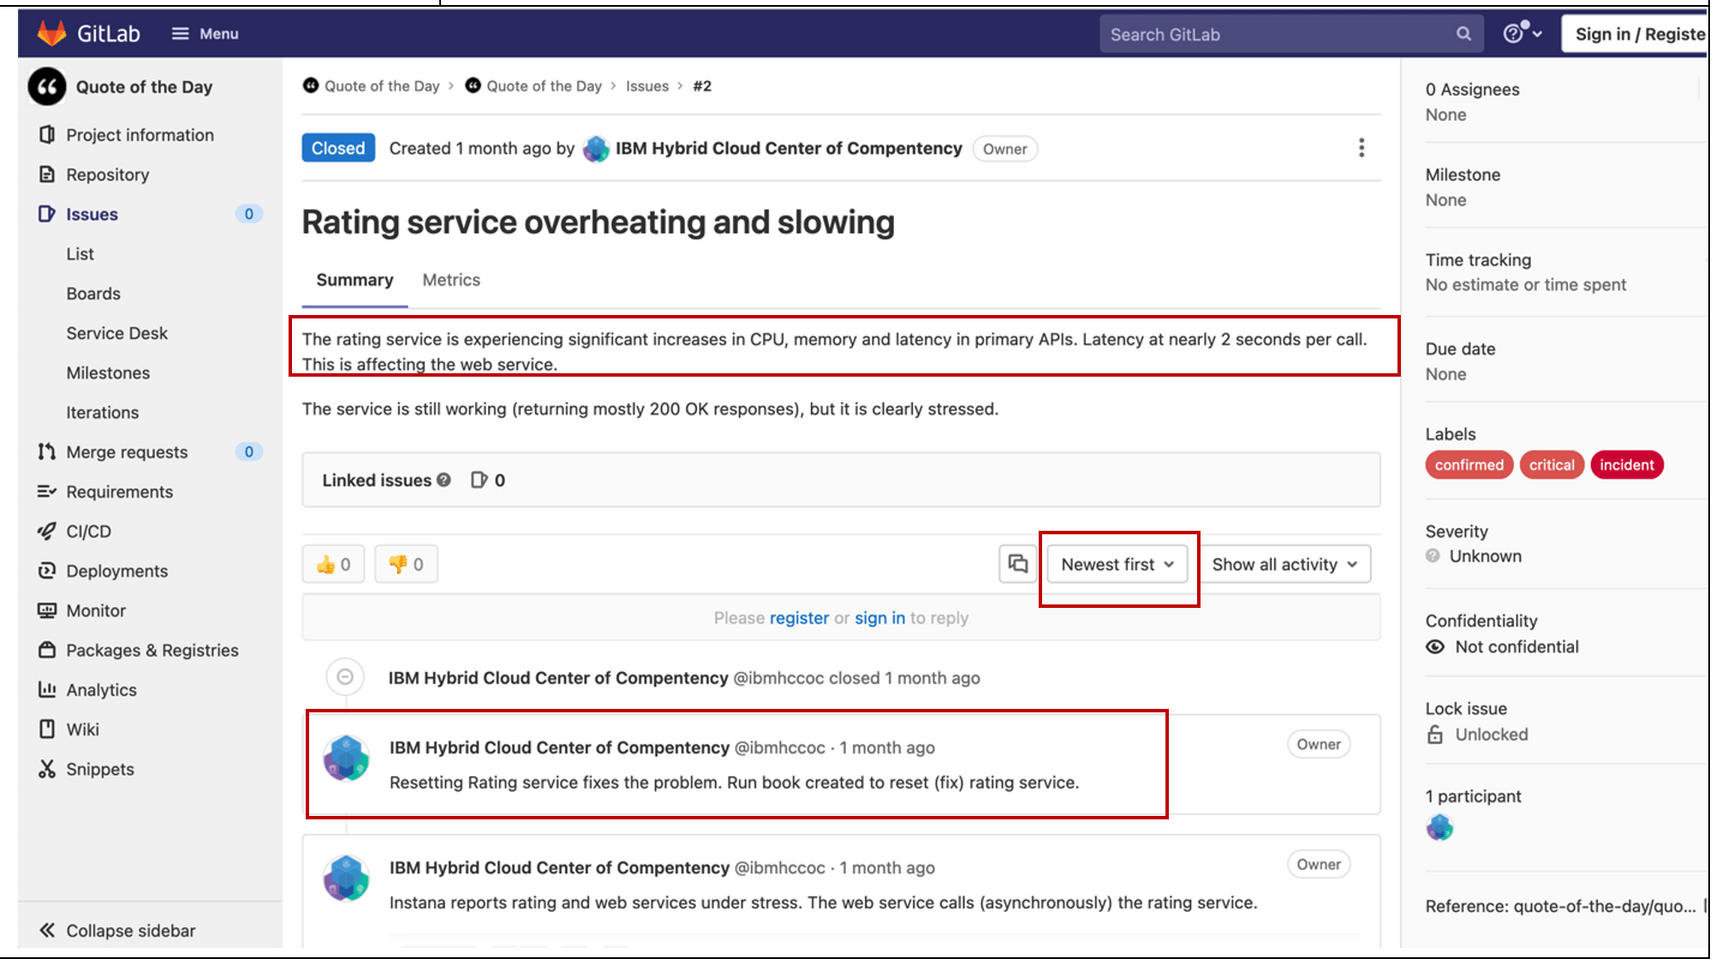 GitLab
Menu
Search GitLab
Sign in / Registe
Quote of the Day
Project information
Repository
Issues 0
List
Boards
Service Desk
Milestones
Iterations
Merge requests 0
Requirements
CI/CD
Deployments
Monitor
Packages & Registries
Analytics
Wiki
Snippets
Collapse sidebar
Quote of the Day › Quote of the Day › Issues › #2
Closed Created 1 month ago by IBM Hybrid Cloud Center of Compentency Owner
Rating service overheating and slowing
Summary Metrics
The rating service is experiencing significant increases in CPU, memory and latency in primary APIs. Latency at nearly 2 seconds per call.
This is affecting the web service.
The service is still working (returning mostly 200 OK responses), but it is clearly stressed.
Linked issues 0
👍 0 👎 0 Newest first Show all activity
Please register or sign in to reply
IBM Hybrid Cloud Center of Compentency @ibmhccoc closed 1 month ago
IBM Hybrid Cloud Center of Compentency @ibmhccoc · 1 month ago Owner
Resetting Rating service fixes the problem. Run book created to reset (fix) rating service.
IBM Hybrid Cloud Center of Compentency @ibmhccoc · 1 month ago Owner
Instana reports rating and web services under stress. The web service calls (asynchronously) the rating service.
0 Assignees
None
Milestone
None
Time tracking
No estimate or time spent
Due date
None
Labels
confirmed critical incident
Severity
Unknown
Confidentiality
Not confidential
Lock issue
Unlocked
1 participant
Reference: quote-of-the-day/quo...